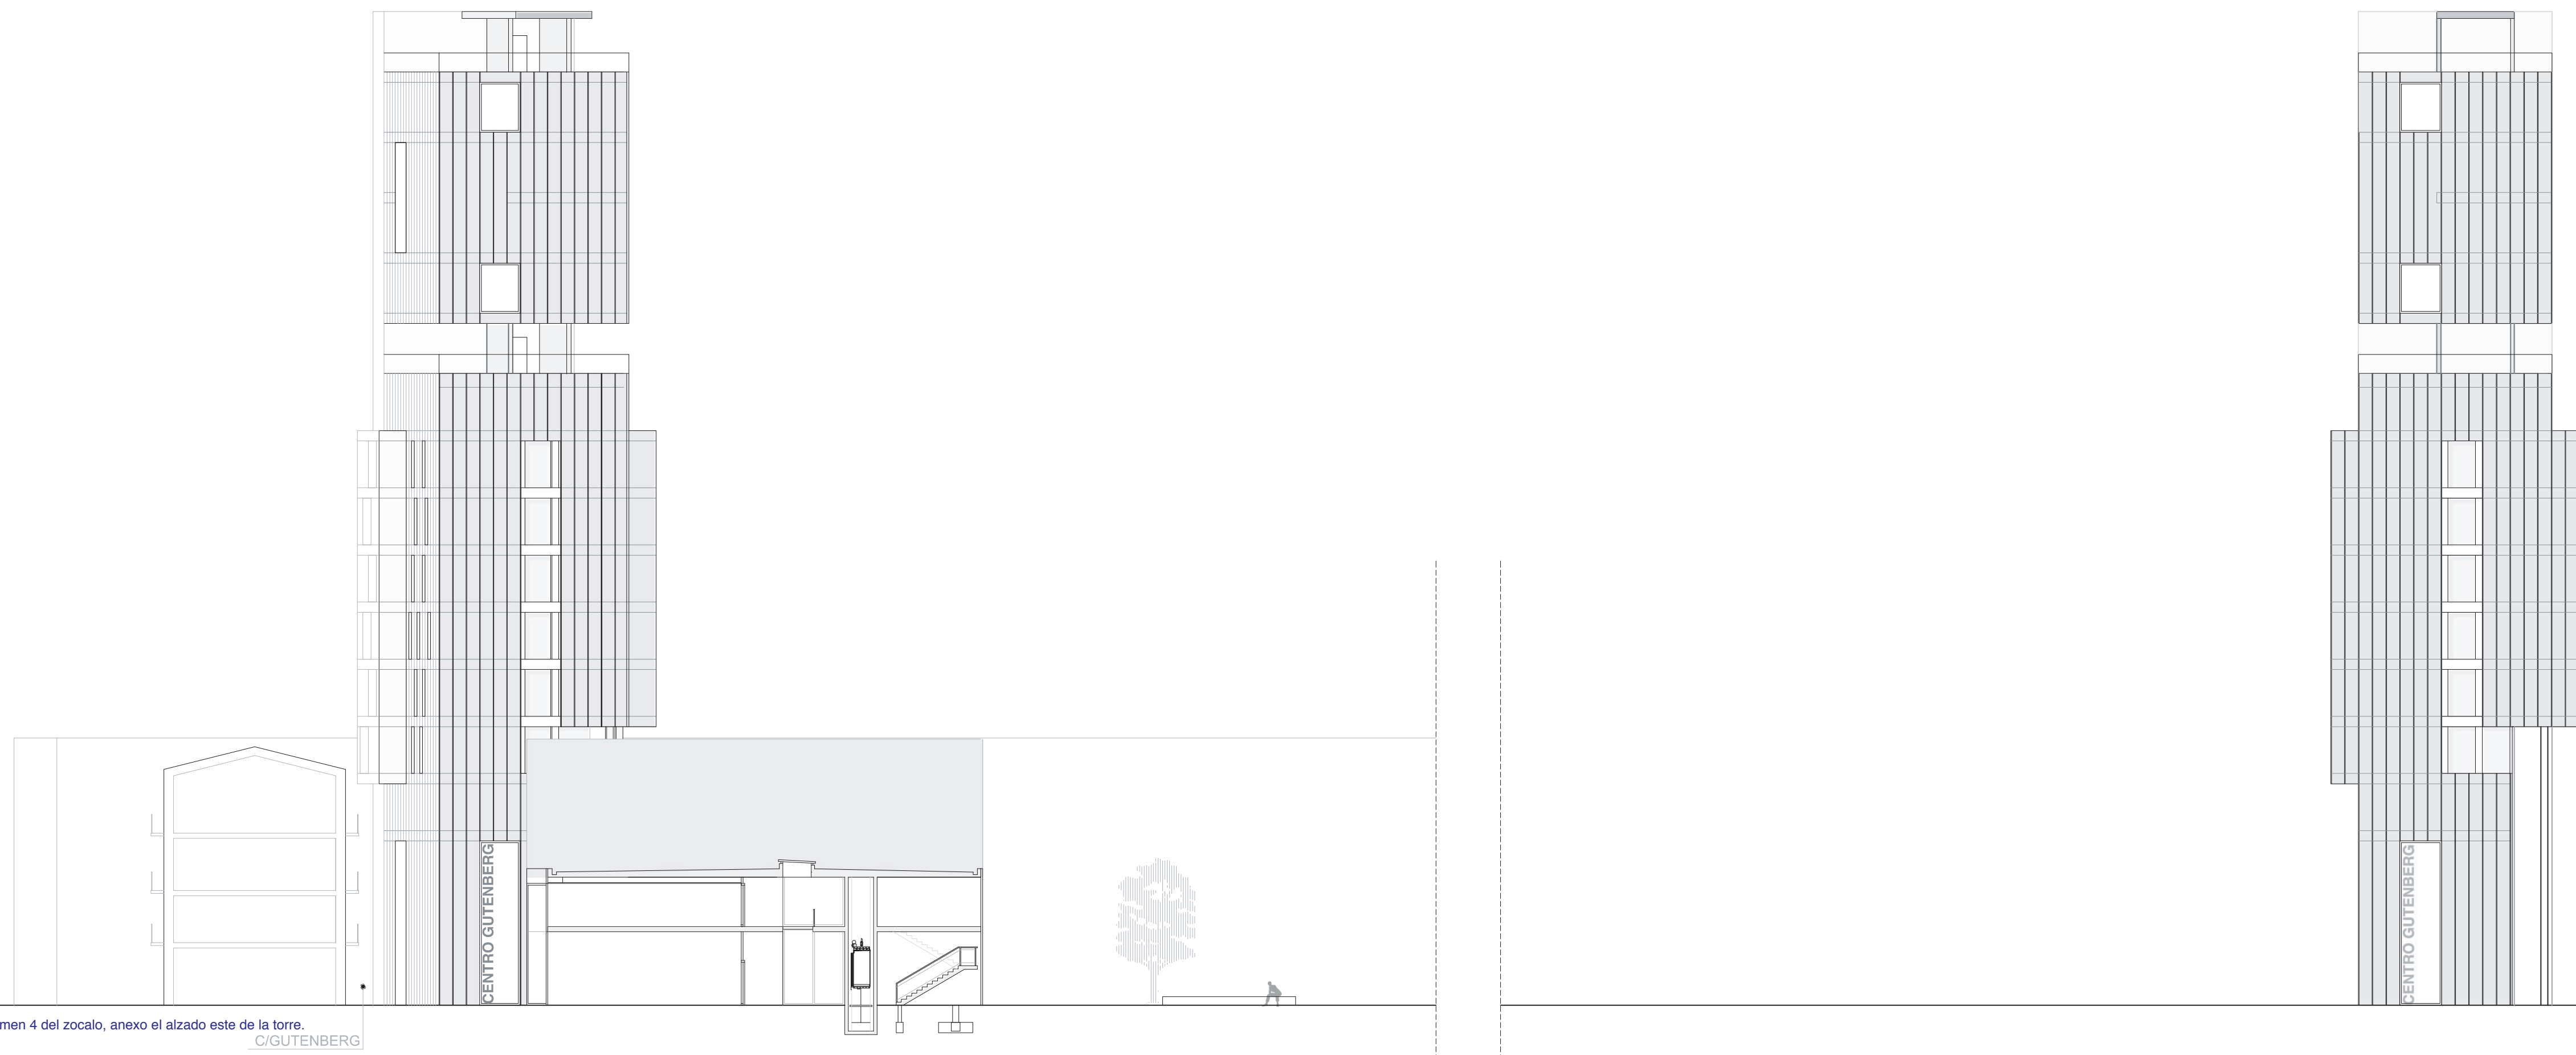 CENTRO GUTENBERG
CENTRO GUTENBERG
men 4 del zocalo, anexo el alzado este de la torre.
C/GUTENBERG